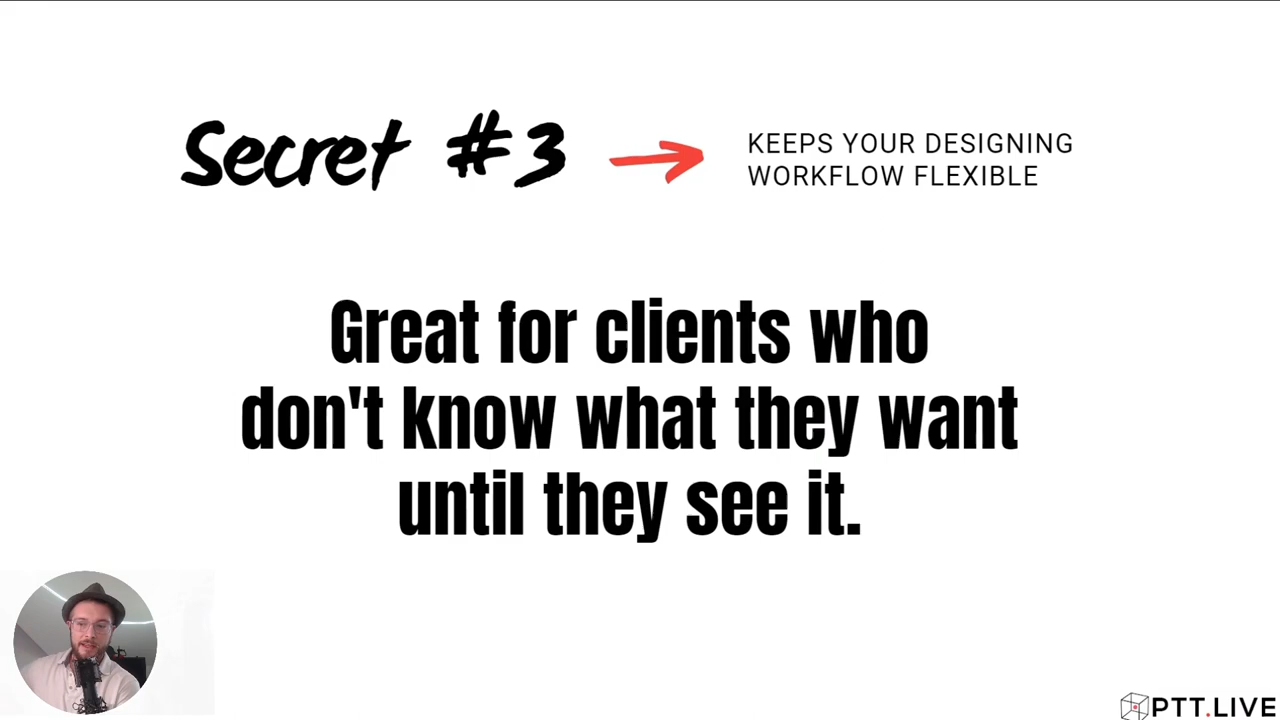 Secret #3
KEEPS YOUR DESIGNING
WORKFLOW FLEXIBLE
Great for clients who
don't know what they want
until they see it.
PTT.LIVE